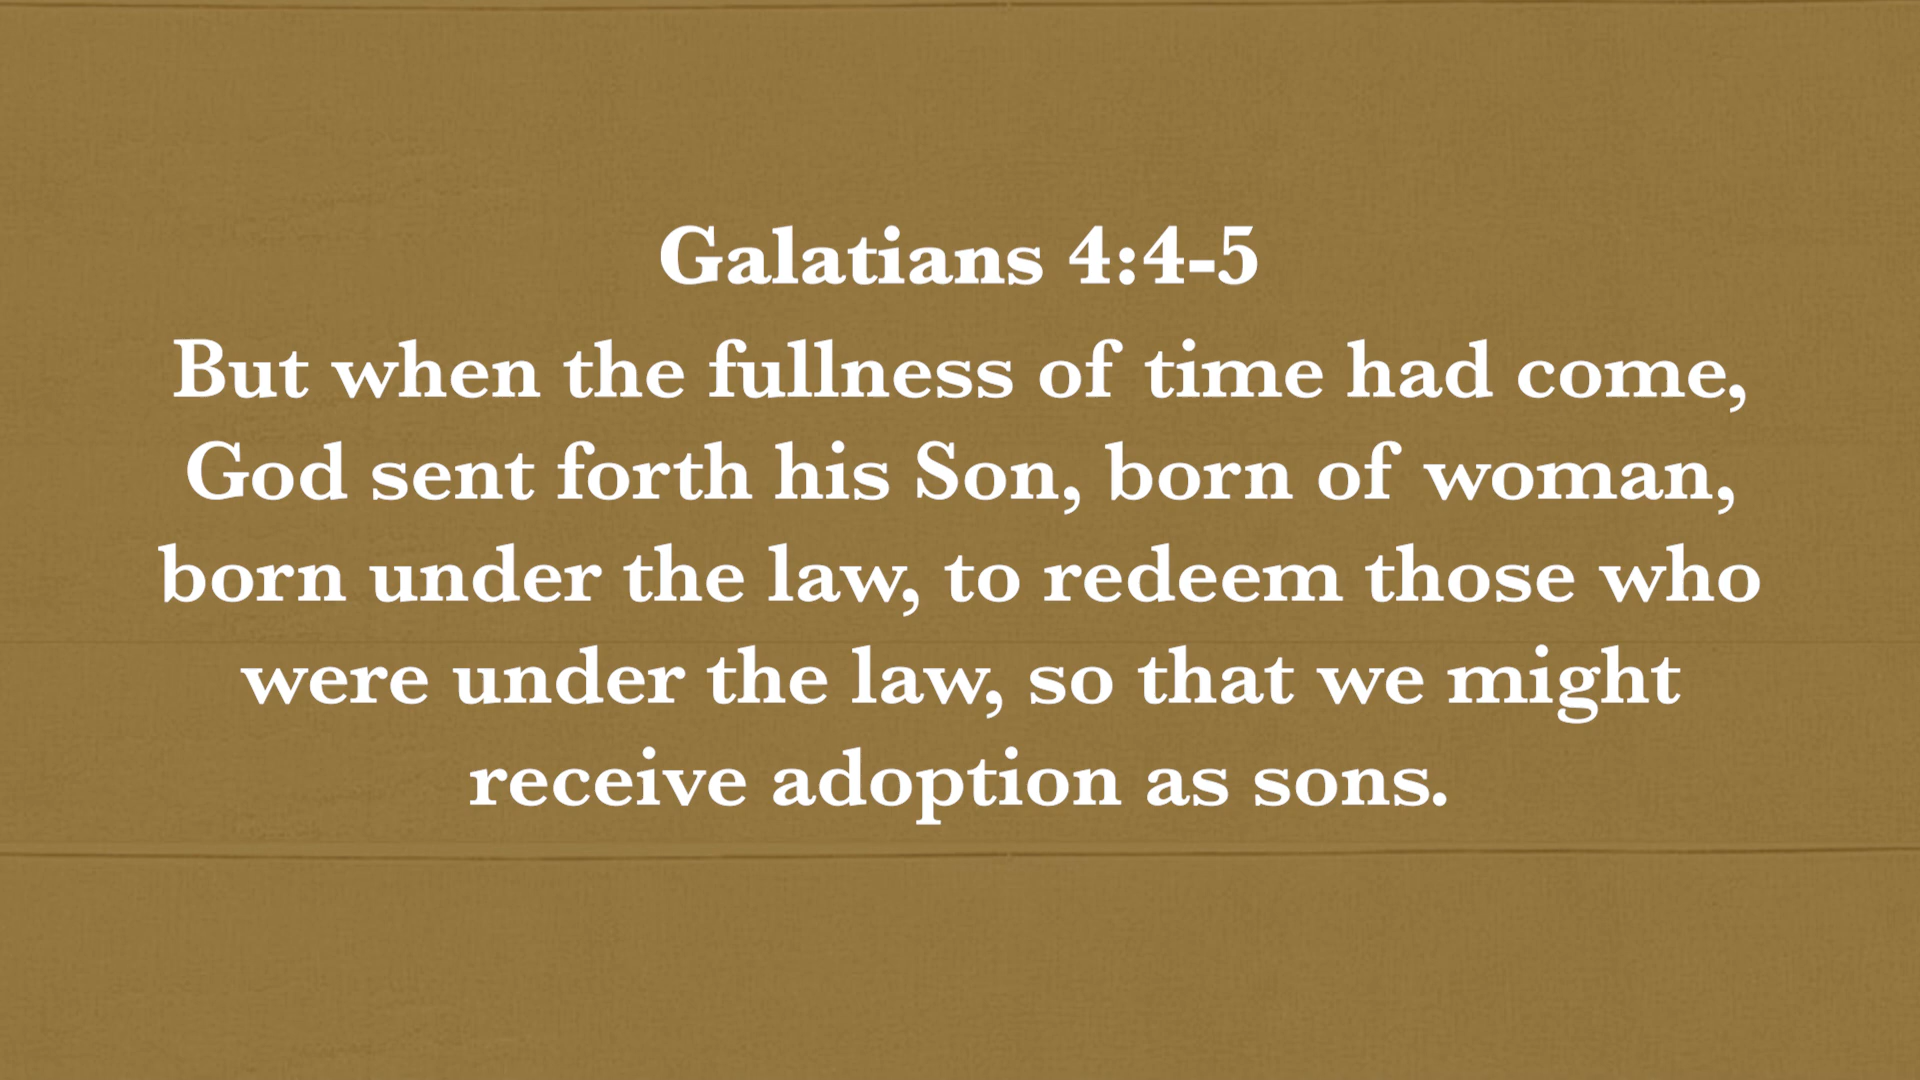 Galatians 4:4-5
But when the fullness of time had come,
God sent forth his Son, born of woman,
born under the law, to redeem those who
were under the law, so that we might
receive adoption as sons.